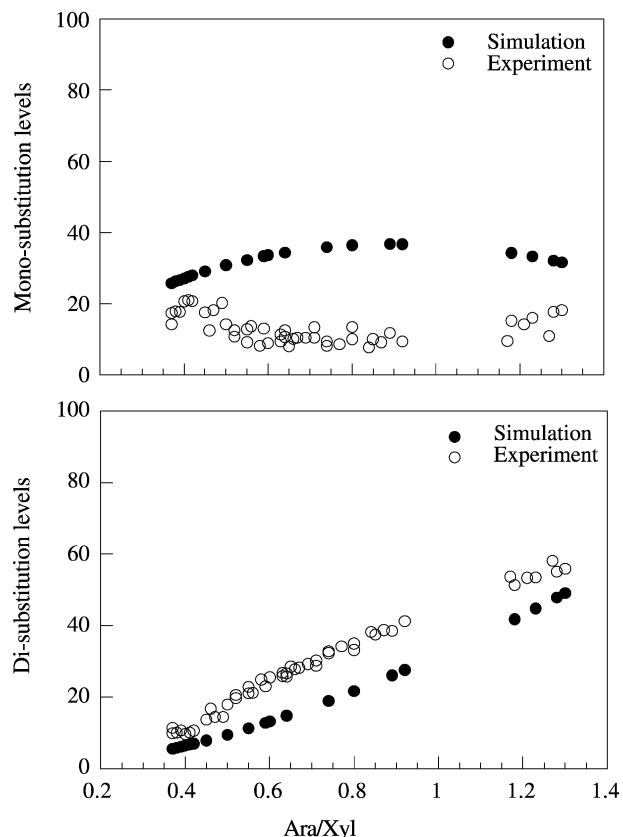 100
80
60
40
20
0
Mono-substitution levels
Simulation
Experiment
100
80
60
40
20
0
Di-substitution levels
Simulation
Experiment
0.2 0.4 0.6 0.8 1 1.2 1.4
Ara/Xyl